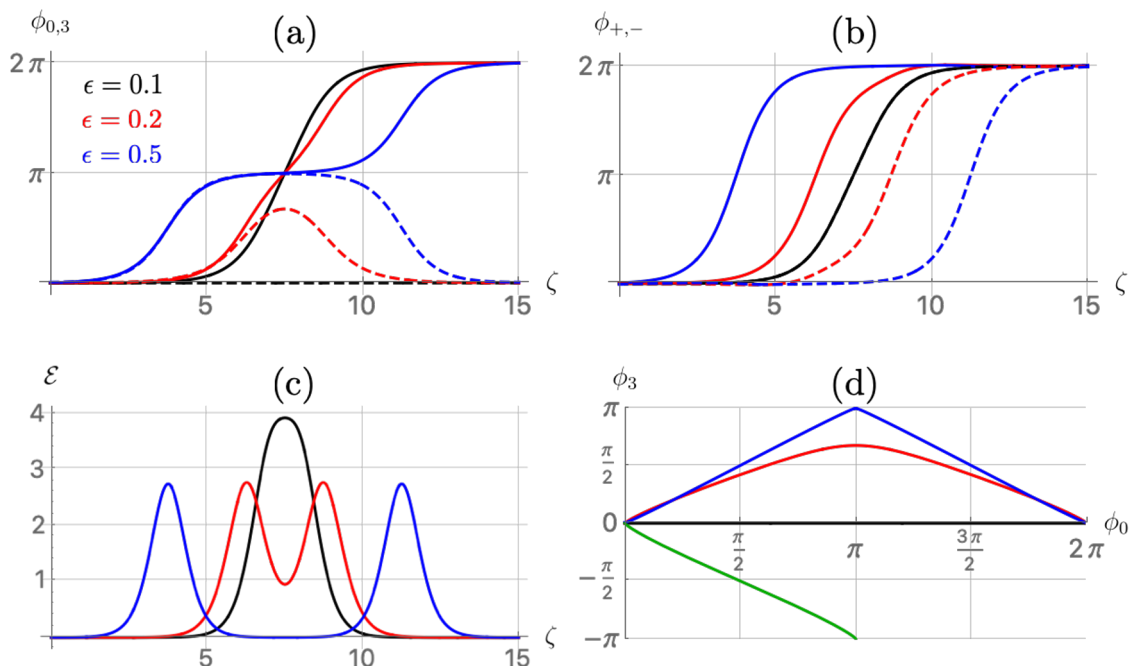 ϕ0,3
(a)
2π
π
ϵ = 0.1
ϵ = 0.2
ϵ = 0.5
5
10
15
ζ
ϕ+,−
(b)
2π
π
5
10
15
ζ
ℰ
(c)
4
3
2
1
5
10
15
ζ
ϕ3
(d)
π
π/2
0
−π/2
−π
π/2
π
3π/2
2π
ϕ0